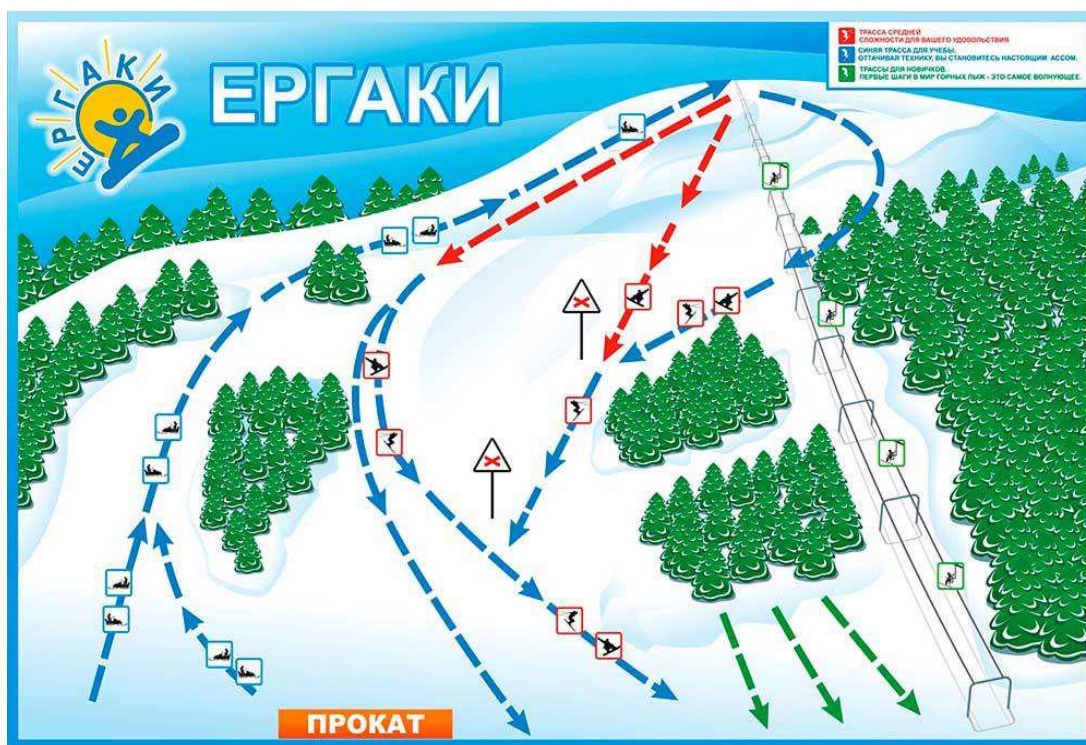 ЕРГАКИ
ЕРГАКИ
ТРАССА СРЕДНЕЙ
СЛОЖНОСТИ ДЛЯ ВАШЕГО УДОВОЛЬСТВИЯ
СИНЯЯ ТРАССА ДЛЯ УЧЕБЫ.
ОТТАЧИВАЯ ТЕХНИКУ, ВЫ СТАНОВИТЕСЬ НАСТОЯЩИМ АССОМ.
ТРАССЫ ДЛЯ НОВИЧКОВ.
ПЕРВЫЕ ШАГИ В МИР ГОРНЫХ ЛЫЖ - ЭТО САМОЕ ВОЛНУЮЩЕЕ.
ПРОКАТ